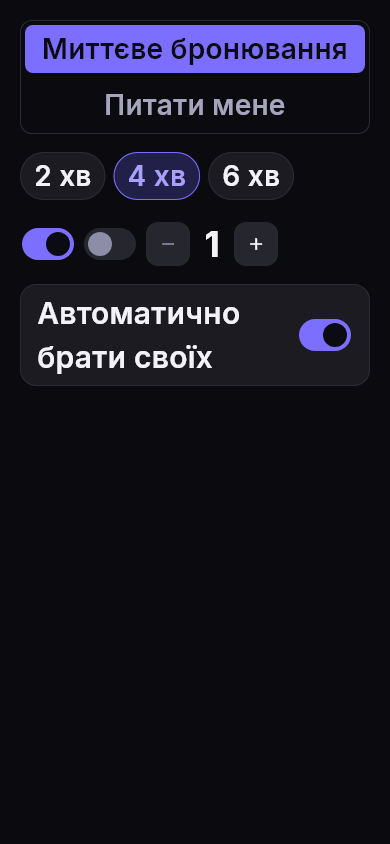 Миттєве бронювання
Питати мене
2 хв 4 хв 6 хв
− 1 +
Автоматично
брати своїх